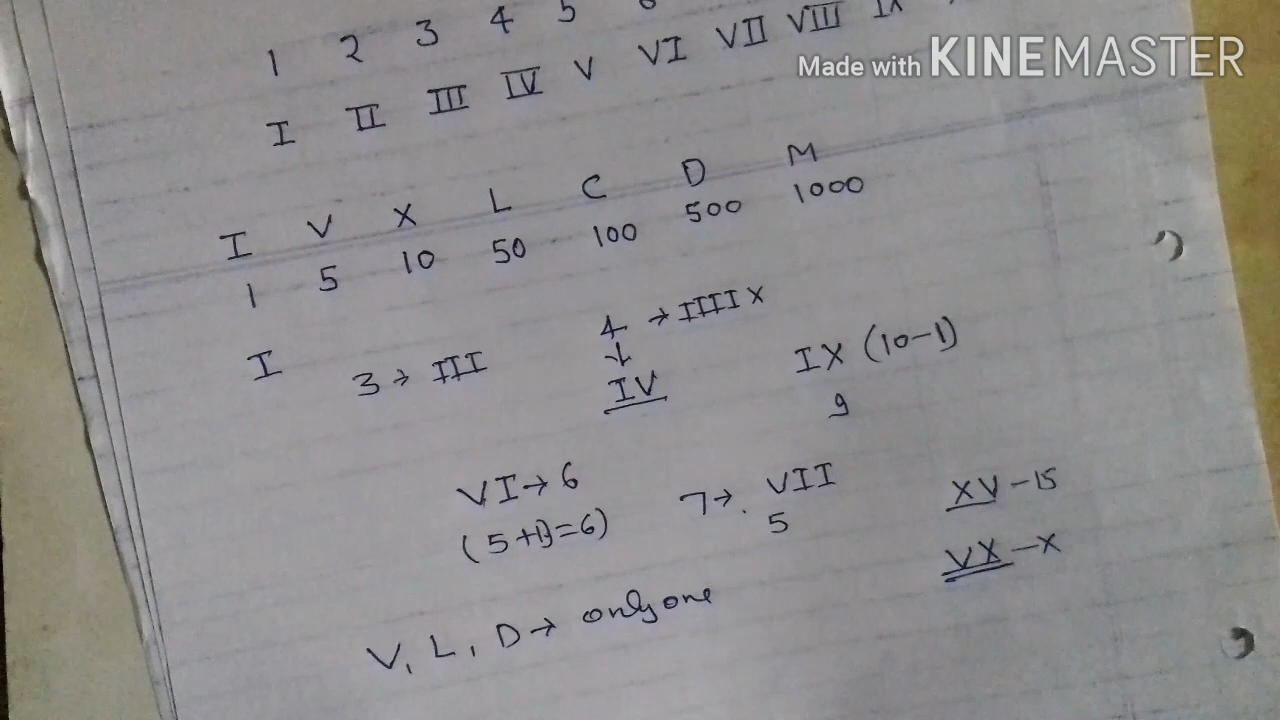 1 2 3 4 5
I II III IV V VI VII VIII IX
Made with KINEMASTER
I V X L C D M
1 5 10 50 100 500 1000
I 3 → III 4 → IIII X IX (10-1)
↓
IV 9
VI → 6 7 → VII XV - 15
(5+1)=6) 5 VX - X
V, L, D → only one